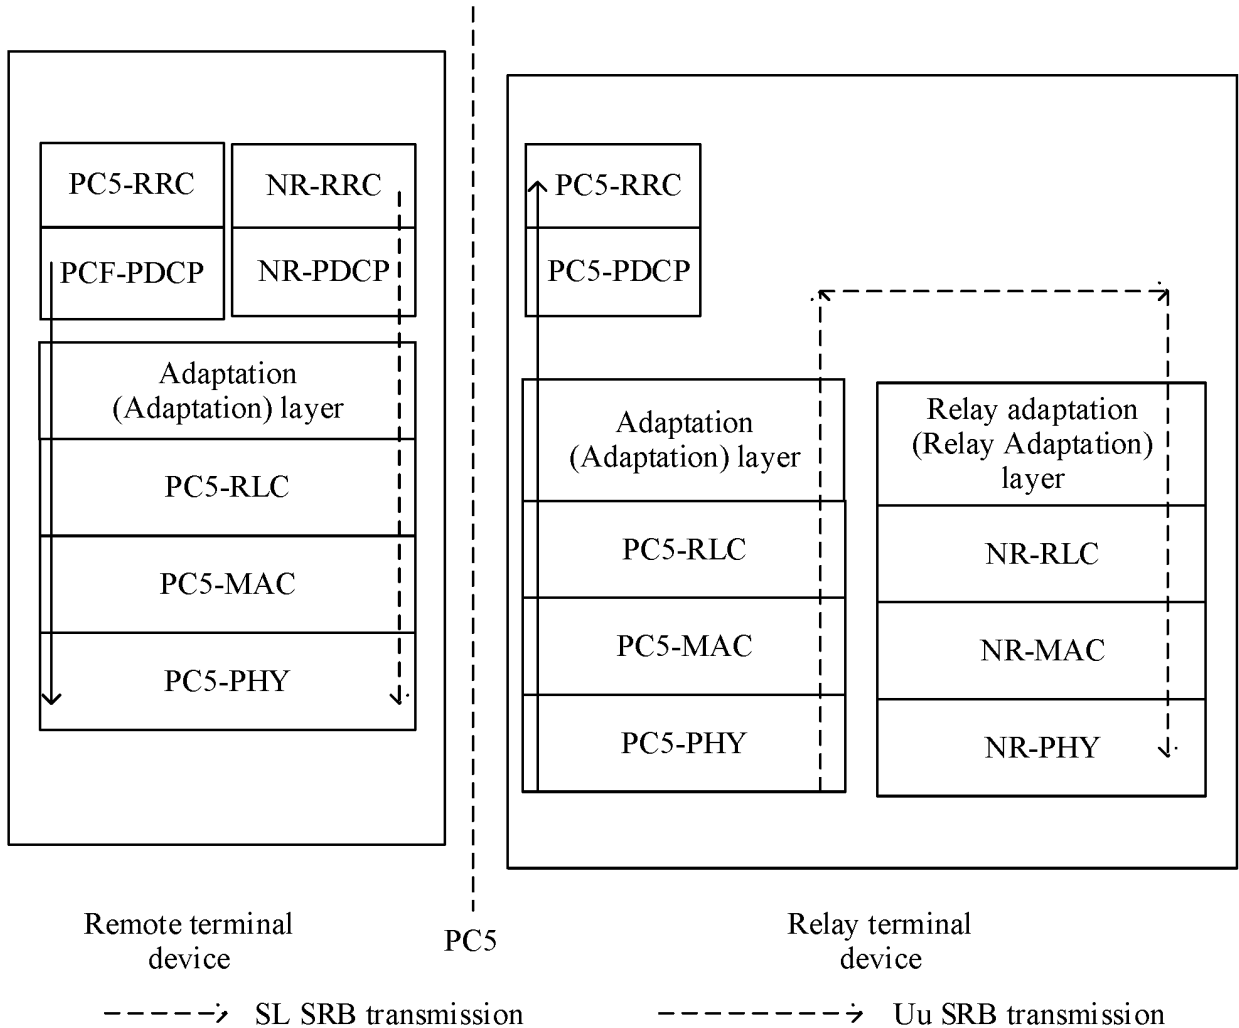 PC5-RRC
NR-RRC
PCF-PDCP
NR-PDCP
Adaptation
(Adaptation) layer
PC5-RLC
PC5-MAC
PC5-PHY
PC5-RRC
PC5-PDCP
Adaptation
(Adaptation) layer
PC5-RLC
PC5-MAC
PC5-PHY
Relay adaptation
(Relay Adaptation)
layer
NR-RLC
NR-MAC
NR-PHY
Remote terminal
device
PC5
Relay terminal
device
SL SRB transmission
Uu SRB transmission